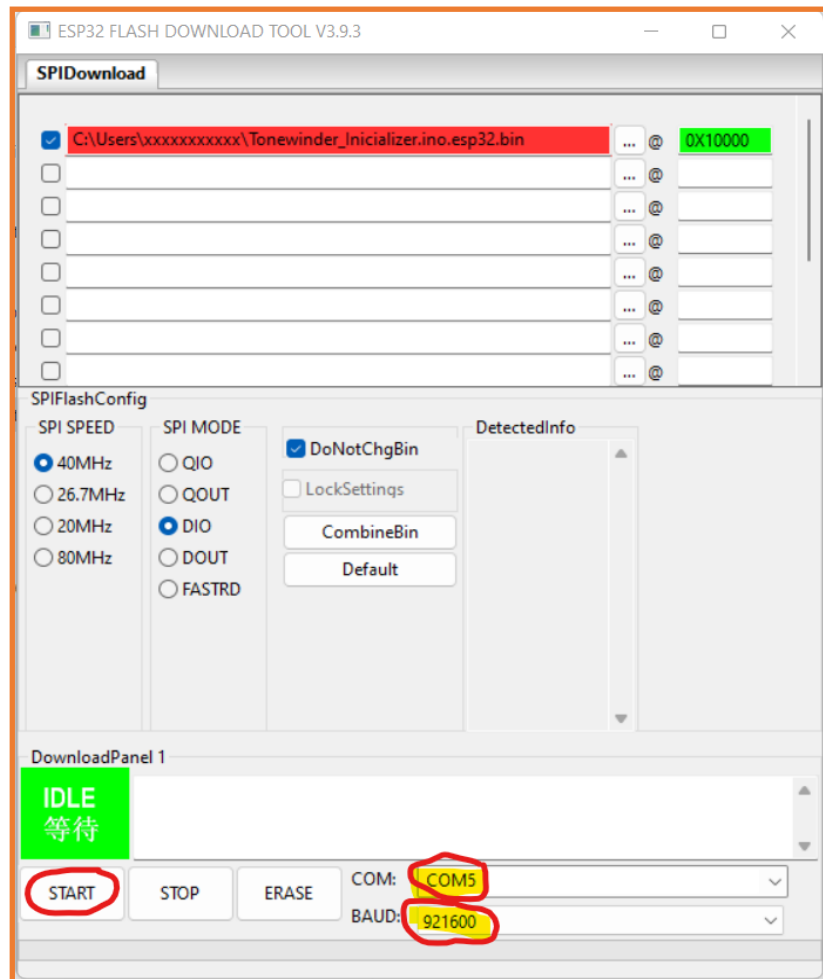 ESP32 FLASH DOWNLOAD TOOL V3.9.3
SPIDownload
C:\Users\xxxxxxxxxxx\Tonewinder_Inicializer.ino.esp32.bin ... @ 0X10000
... @
... @
... @
... @
... @
... @
... @
SPIFlashConfig
SPI SPEED SPI MODE DetectedInfo
DoNotChgBin
40MHz QIO
LockSettings
26.7MHz QOUT
20MHz DIO CombineBin
80MHz DOUT Default
FASTRD
DownloadPanel 1
IDLE
等待
START STOP ERASE COM: COM5
BAUD: 921600